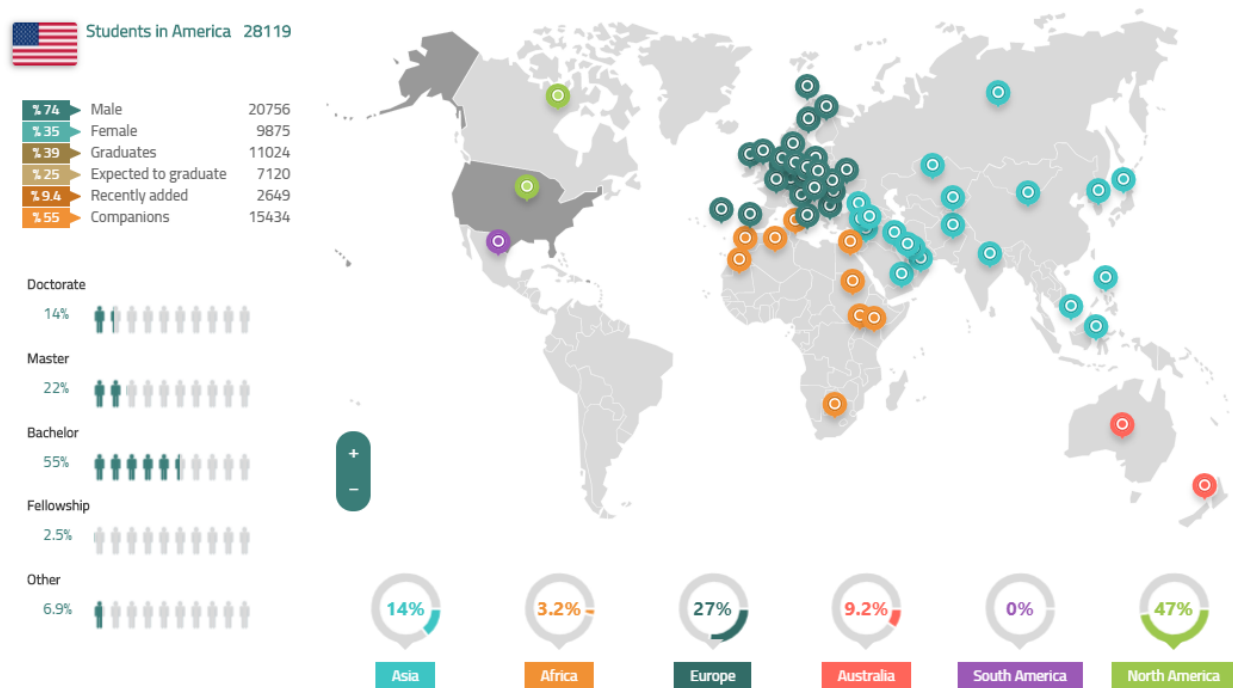 Students in America 28119
% 74 Male 20756
% 35 Female 9875
% 39 Graduates 11024
% 25 Expected to graduate 7120
% 9.4 Recently added 2649
% 55 Companions 15434
Doctorate
14%
Master
22%
Bachelor
55%
Fellowship
2.5%
Other
6.9%
+
−
14% 3.2% 27% 9.2% 0% 47%
Asia Africa Europe Australia South America North America